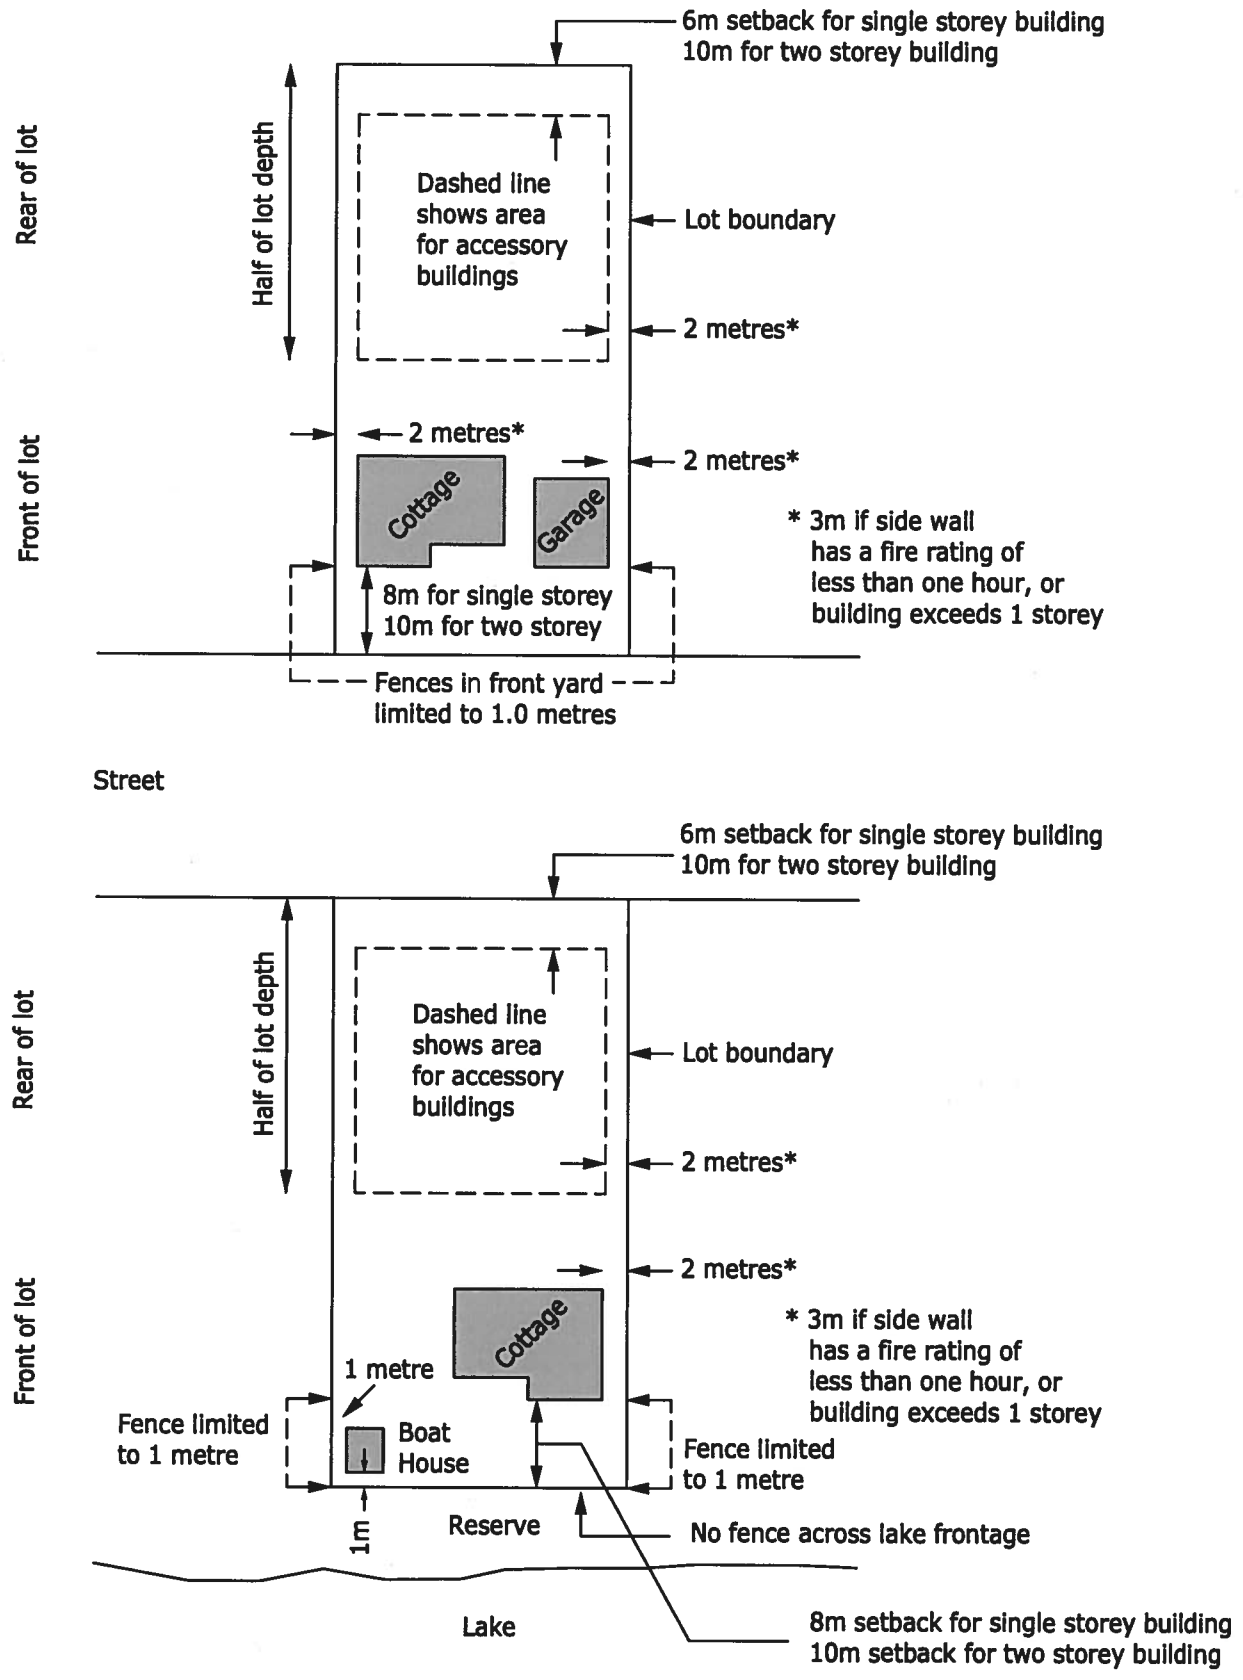 6m setback for single storey building
10m for two storey building
Rear of lot
Half of lot depth
Dashed line
shows area
for accessory
buildings
Lot boundary
2 metres*
Front of lot
2 metres*
2 metres*
Cottage
Garage
* 3m if side wall
has a fire rating of
less than one hour, or
building exceeds 1 storey
8m for single storey
10m for two storey
Fences in front yard
limited to 1.0 metres
Street
6m setback for single storey building
10m for two storey building
Rear of lot
Half of lot depth
Dashed line
shows area
for accessory
buildings
Lot boundary
2 metres*
Front of lot
2 metres*
Cottage
* 3m if side wall
has a fire rating of
less than one hour, or
building exceeds 1 storey
1 metre
Fence limited
to 1 metre
Boat
House
Fence limited
to 1 metre
1m
Reserve
No fence across lake frontage
Lake
8m setback for single storey building
10m setback for two storey building